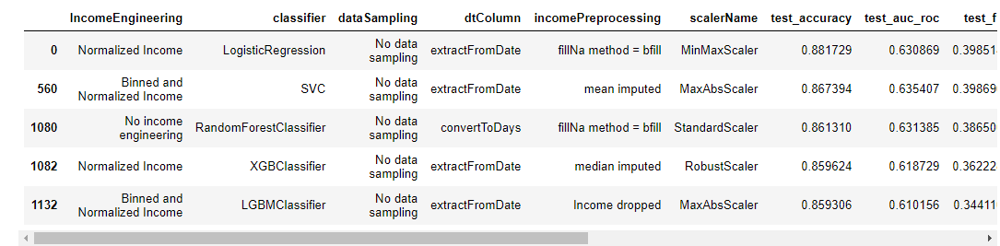 IncomeEngineering classifier dataSampling dtColumn incomePreprocessing scalerName test_accuracy test_auc_roc test_f
0 Normalized Income LogisticRegression No data sampling extractFromDate fillNa method = bfill MinMaxScaler 0.881729 0.630869 0.39851
560 Binned and Normalized Income SVC No data sampling extractFromDate mean imputed MaxAbsScaler 0.867394 0.635407 0.39869
1080 No income engineering RandomForestClassifier No data sampling convertToDays fillNa method = bfill StandardScaler 0.861310 0.631385 0.38650
1082 Normalized Income XGBClassifier No data sampling extractFromDate median imputed RobustScaler 0.859624 0.618729 0.36222
1132 Binned and Normalized Income LGBMClassifier No data sampling extractFromDate Income dropped MaxAbsScaler 0.859306 0.610156 0.34411